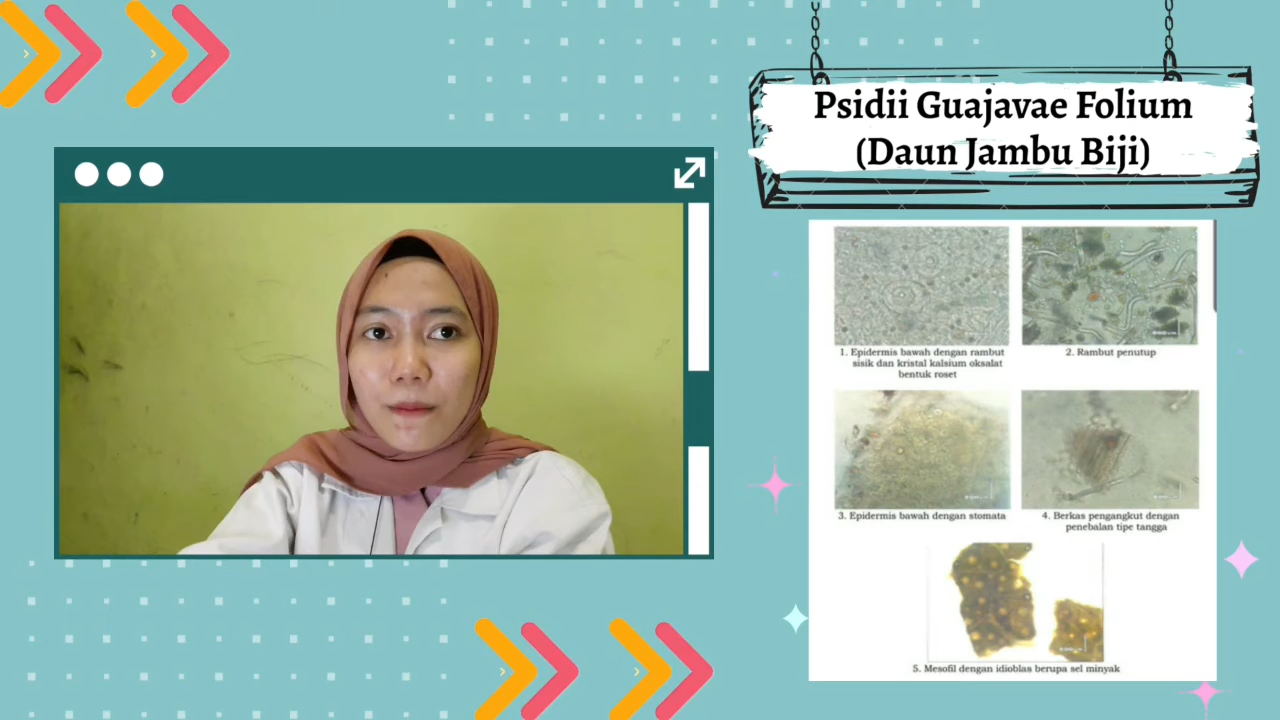 Psidii Guajavae Folium
(Daun Jambu Biji)
1. Epidermis bawah dengan rambut
sisik dan kristal kalsium oksalat
bentuk roset
2. Rambut penutup
3. Epidermis bawah dengan stomata
4. Berkas pengangkut dengan
penebalan tipe tangga
5. Mesofil dengan idioblas berupa sel minyak